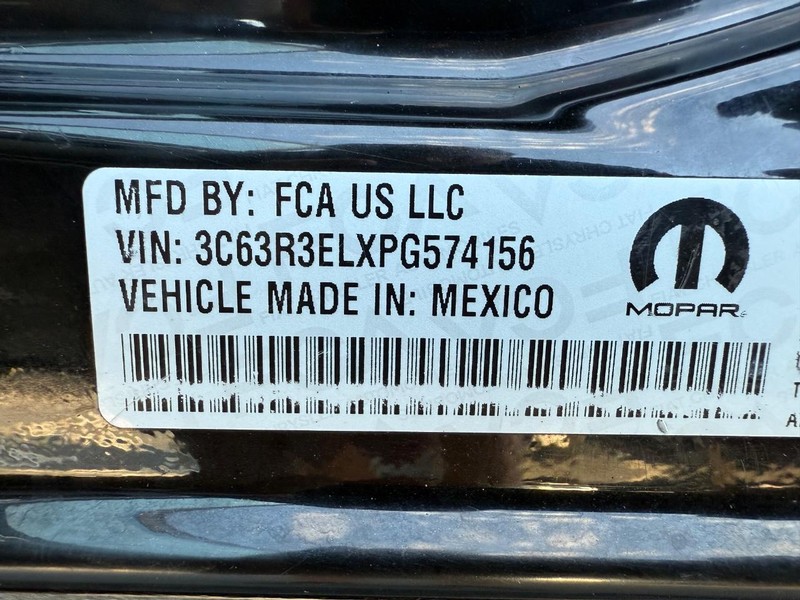 MFD BY: FCA US LLC
VIN: 3C63R3ELXPG574156
VEHICLE MADE IN: MEXICO
MOPAR